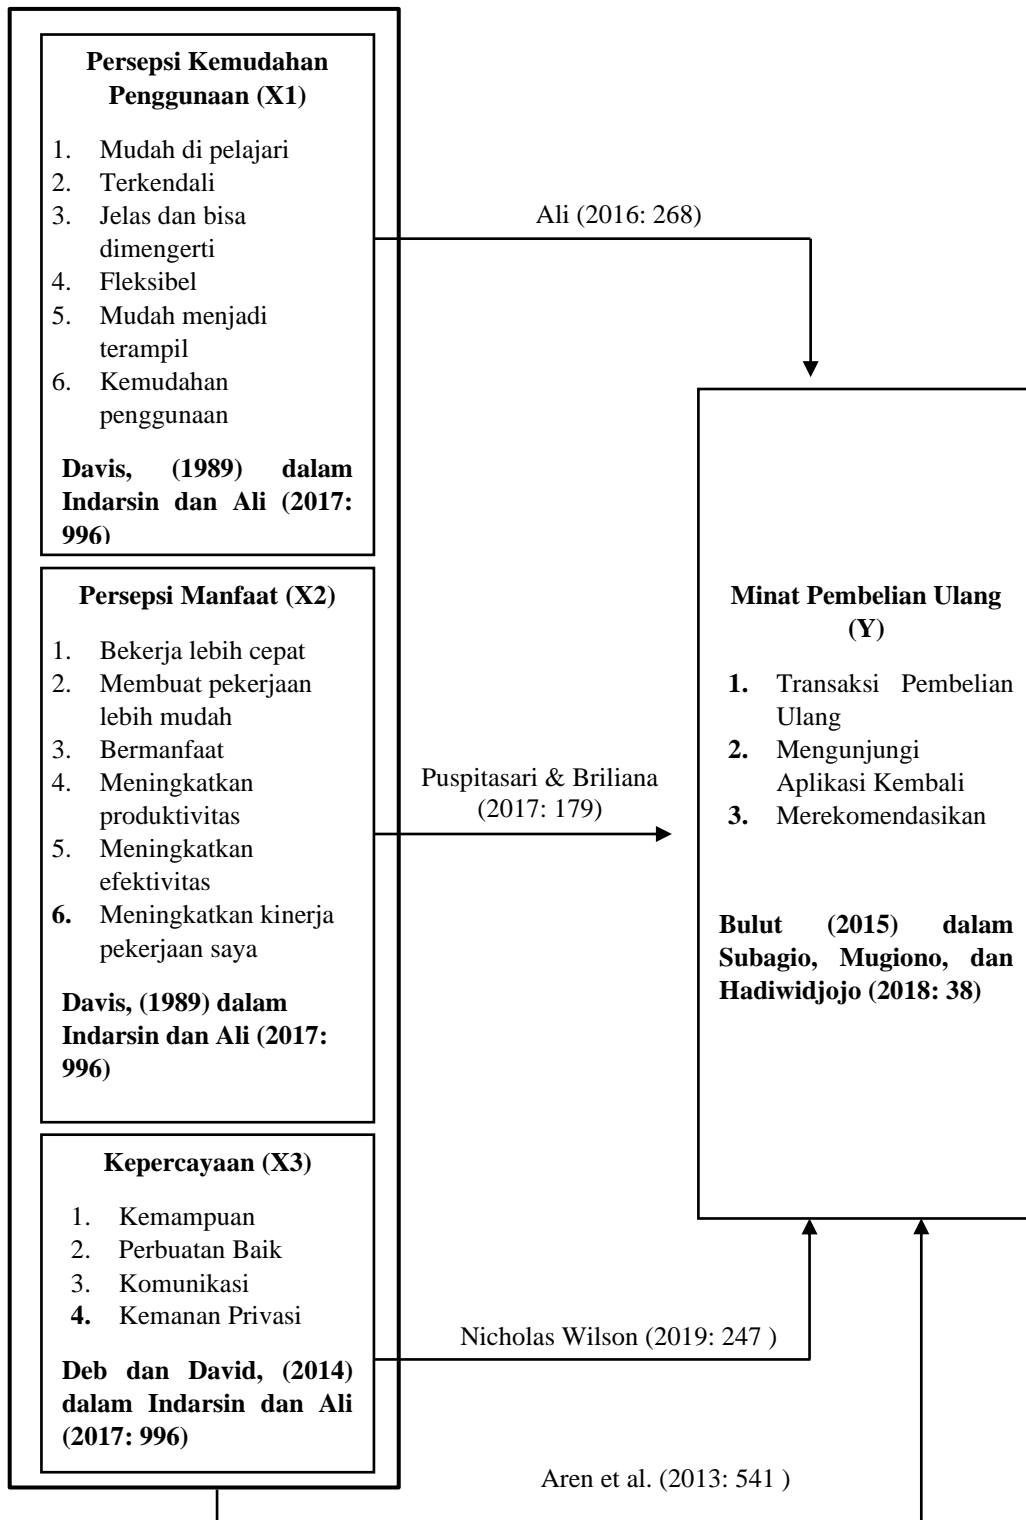 Persepsi Kemudahan
Penggunaan (X1)
1. Mudah di pelajari
2. Terkendali
3. Jelas dan bisa
dimengerti
4. Fleksibel
5. Mudah menjadi
terampil
6. Kemudahan
penggunaan
Davis, (1989) dalam
Indarsin dan Ali (2017:
996)
Ali (2016: 268)
Persepsi Manfaat (X2)
1. Bekerja lebih cepat
2. Membuat pekerjaan
lebih mudah
3. Bermanfaat
4. Meningkatkan
produktivitas
5. Meningkatkan
efektivitas
6. Meningkatkan kinerja
pekerjaan saya
Davis, (1989) dalam
Indarsin dan Ali (2017:
996)
Puspitasari & Briliana
(2017: 179)
Minat Pembelian Ulang
(Y)
1. Transaksi Pembelian
Ulang
2. Mengunjungi
Aplikasi Kembali
3. Merekomendasikan
Bulut (2015) dalam
Subagio, Mugiono, dan
Hadiwidjojo (2018: 38)
Kepercayaan (X3)
1. Kemampuan
2. Perbuatan Baik
3. Komunikasi
4. Kemanan Privasi
Deb dan David, (2014)
dalam Indarsin dan Ali
(2017: 996)
Nicholas Wilson (2019: 247 )
Aren et al. (2013: 541 )